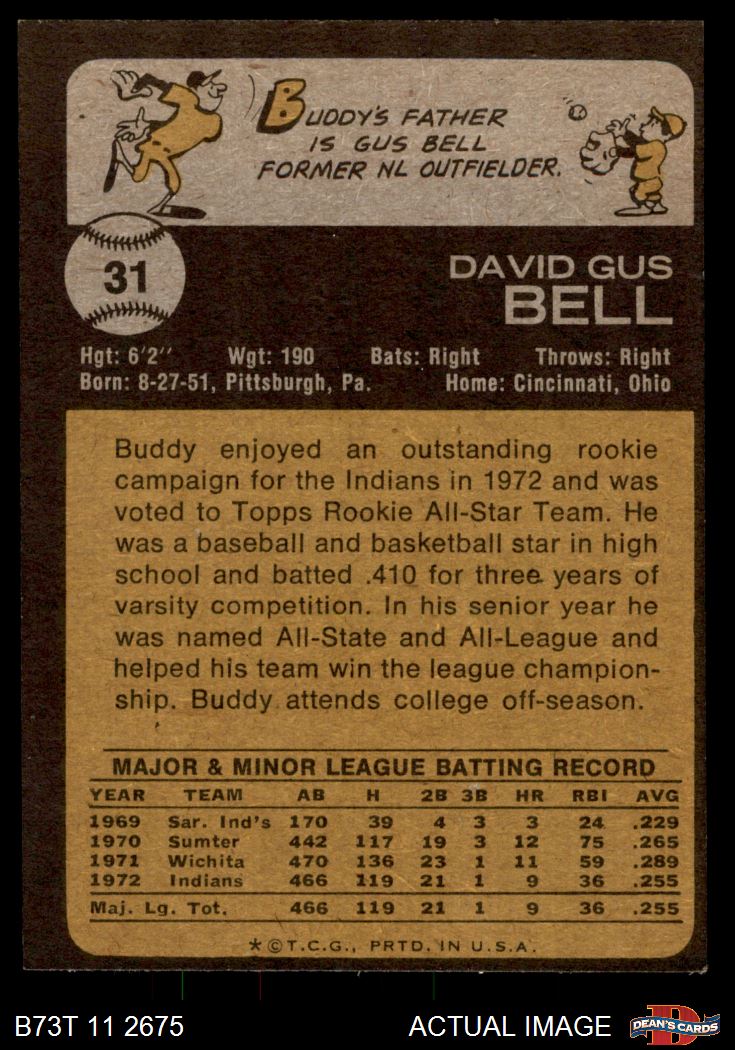 BUDDY'S FATHER
IS GUS BELL
FORMER NL OUTFIELDER.
31
DAVID GUS
BELL
Hgt: 6'2'' Wgt: 190 Bats: Right Throws: Right
Born: 8-27-51, Pittsburgh, Pa. Home: Cincinnati, Ohio
Buddy enjoyed an outstanding rookie
campaign for the Indians in 1972 and was
voted to Topps Rookie All-Star Team. He
was a baseball and basketball star in high
school and batted .410 for three years of
varsity competition. In his senior year he
was named All-State and All-League and
helped his team win the league champion-
ship. Buddy attends college off-season.
MAJOR & MINOR LEAGUE BATTING RECORD
YEAR TEAM AB H 2B 3B HR RBI AVG
1969 Sar. Ind's 170 39 4 3 3 24 .229
1970 Sumter 442 117 19 3 12 75 .265
1971 Wichita 470 136 23 1 11 59 .289
1972 Indians 466 119 21 1 9 36 .255
Maj. Lg. Tot. 466 119 21 1 9 36 .255
*©T.C.G., PRTD. IN U.S.A.
B73T 11 2675 ACTUAL IMAGE
D
DEAN'S CARDS